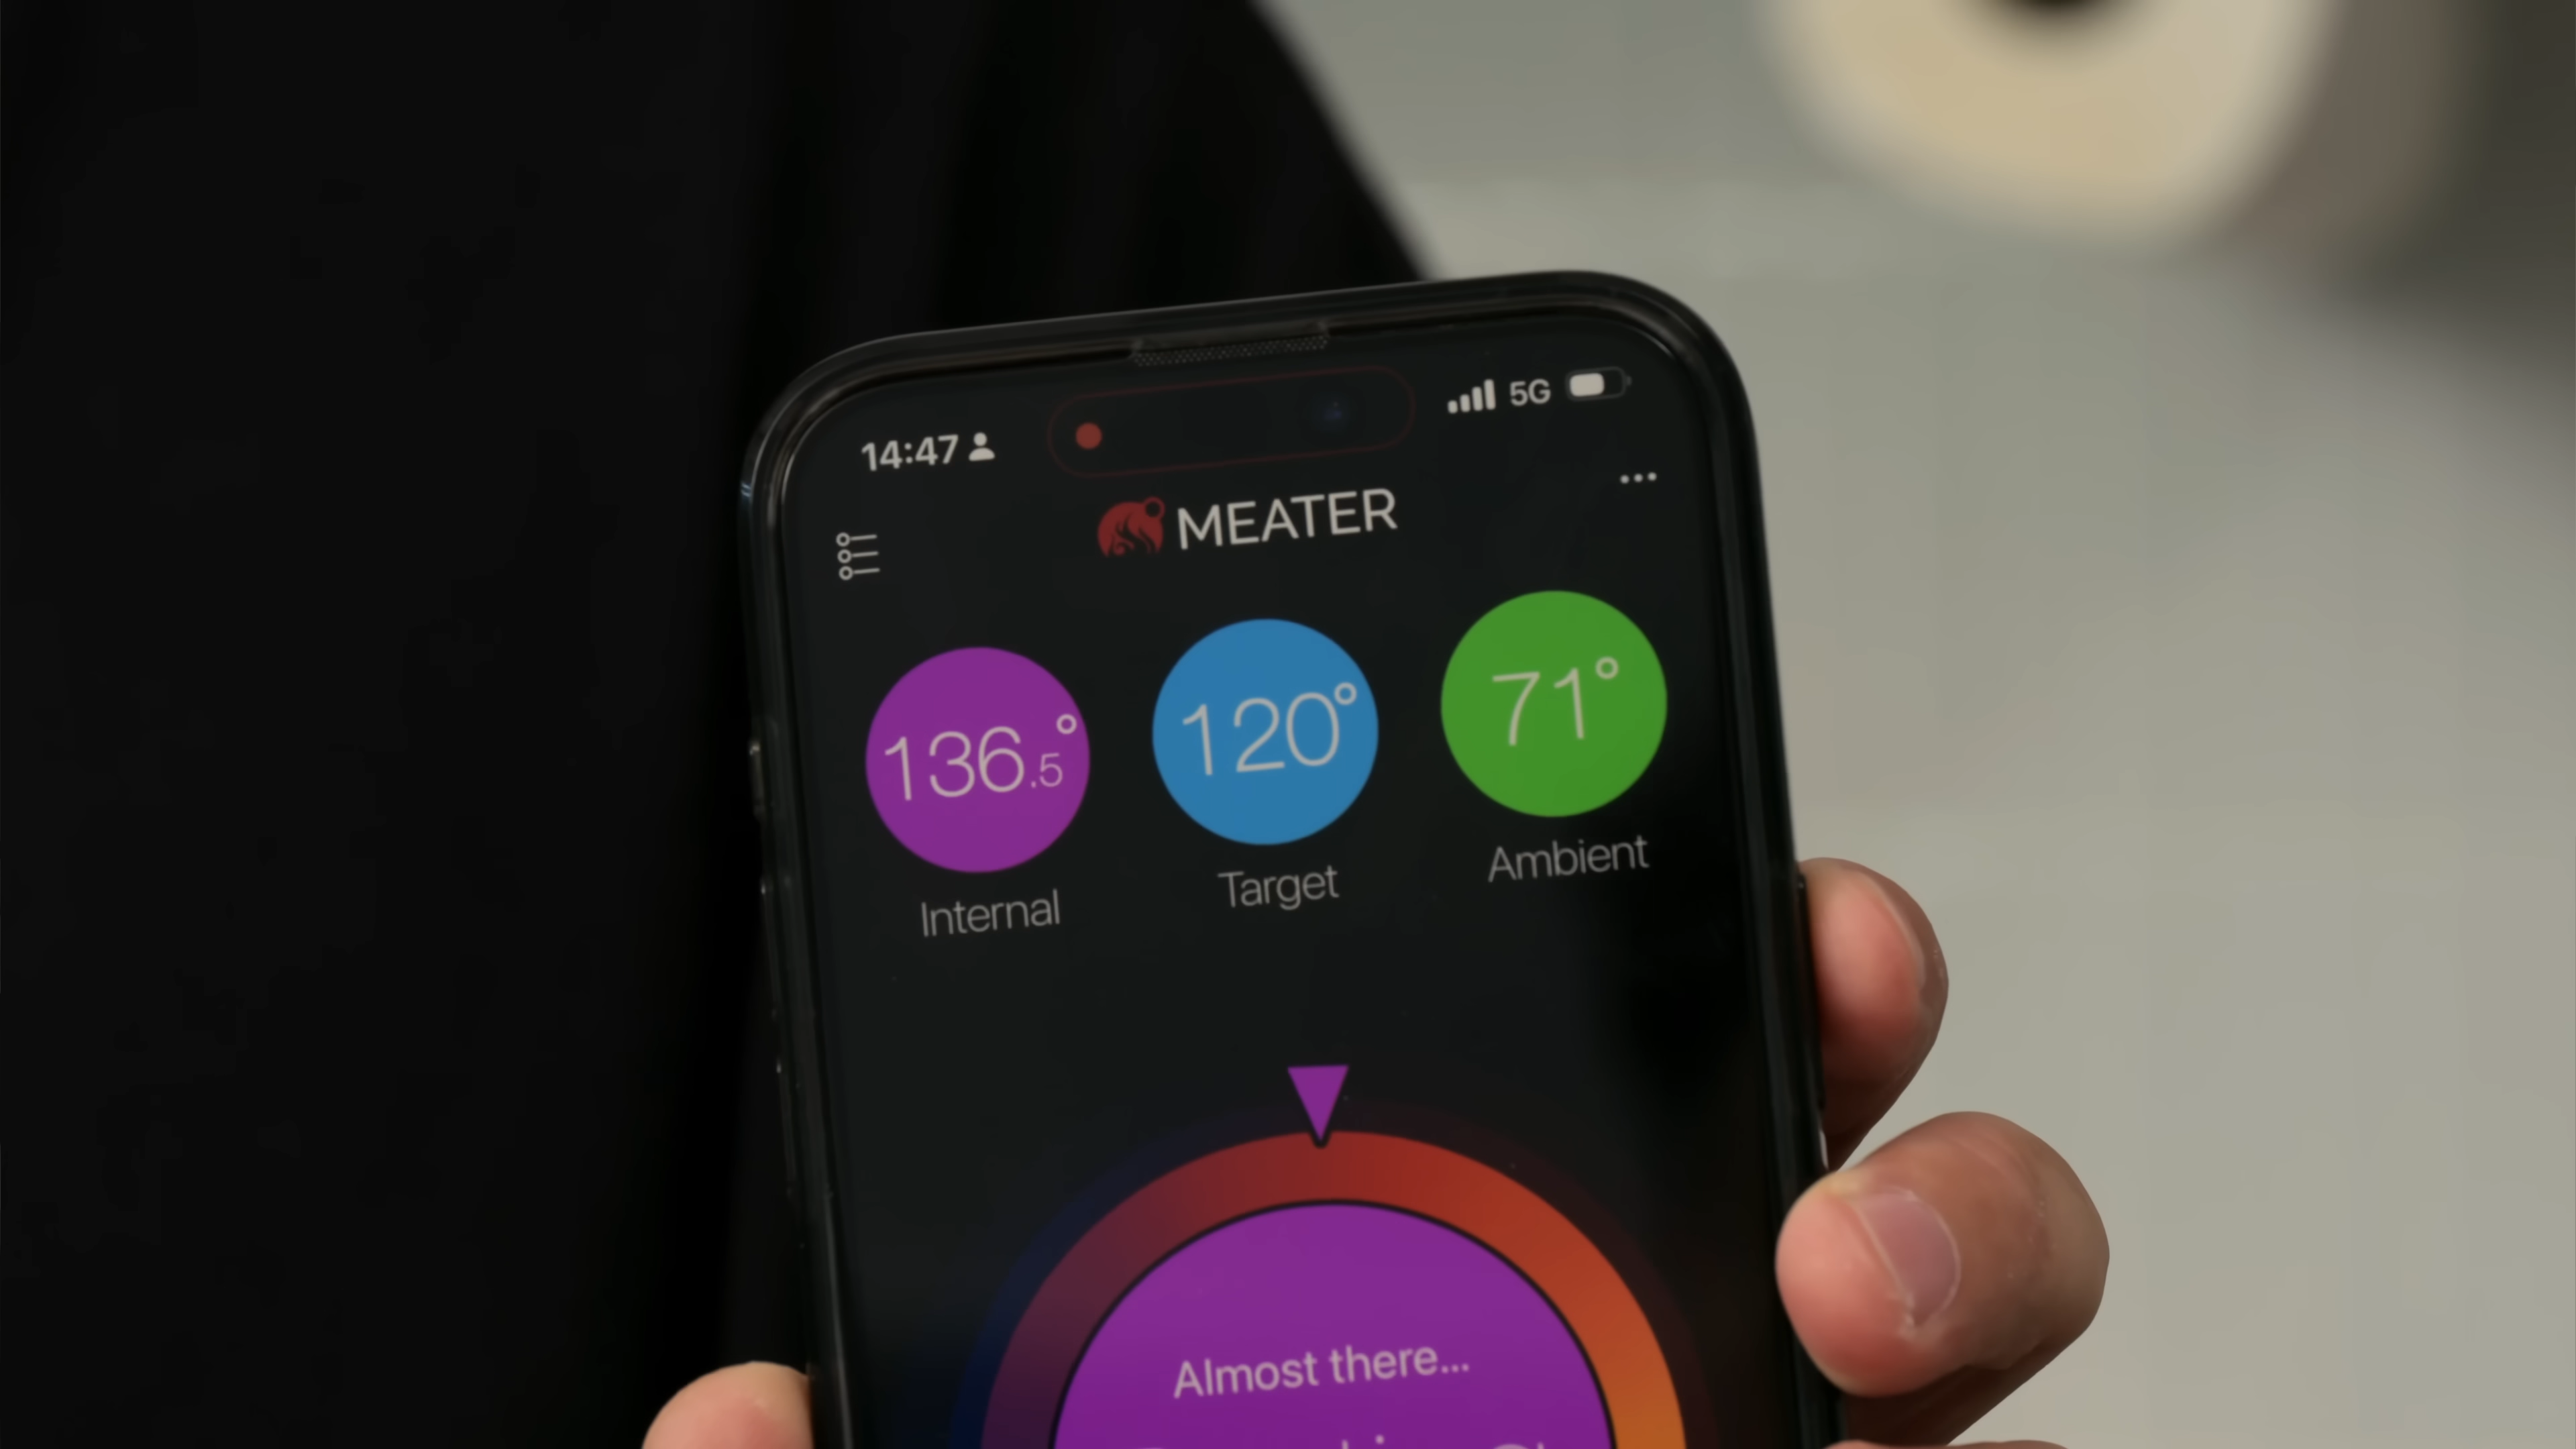 14:47
5G
MEATER
136.5°
120°
71°
Internal
Target
Ambient
Almost there...